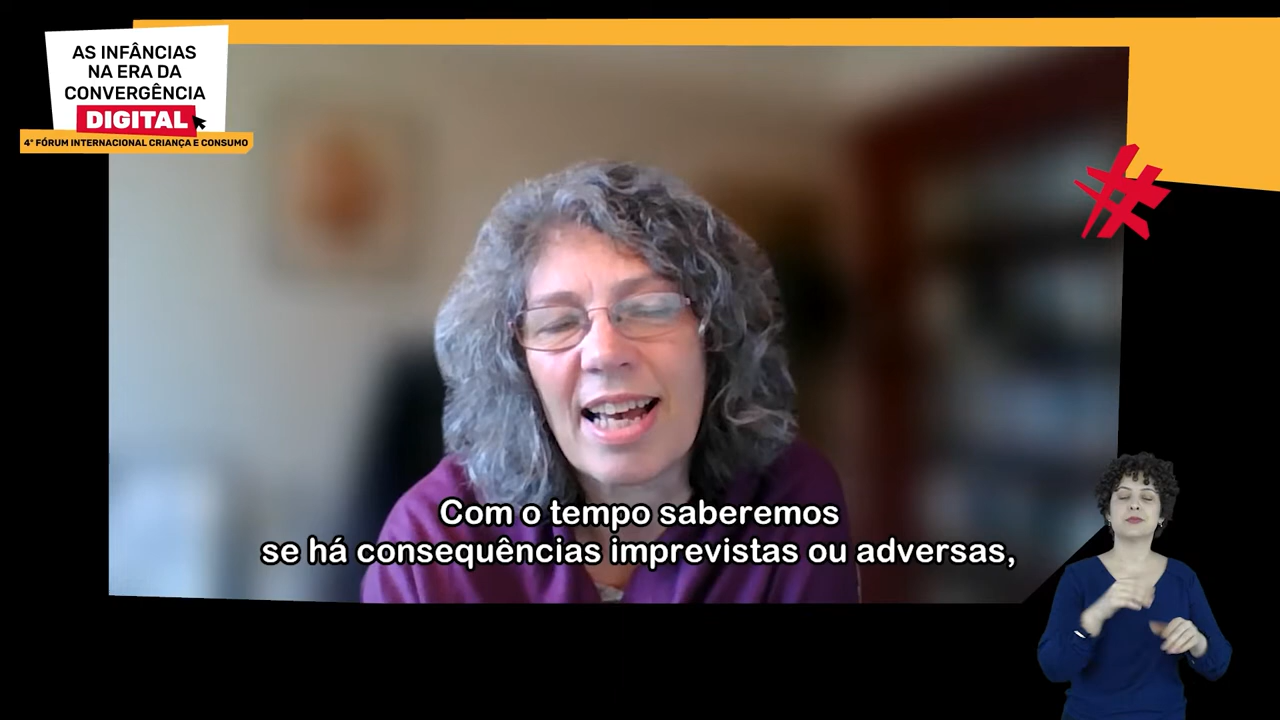 AS INFÂNCIAS
NA ERA DA
CONVERGÊNCIA
DIGITAL
4º FÓRUM INTERNACIONAL CRIANÇA E CONSUMO
Com o tempo saberemos
se há consequências imprevistas ou adversas,